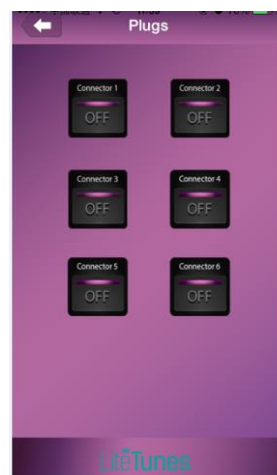 Plugs
Connector 1
Connector 2
OFF
OFF
Connector 3
Connector 4
OFF
OFF
Connector 5
Connector 6
OFF
OFF
LiteTunes